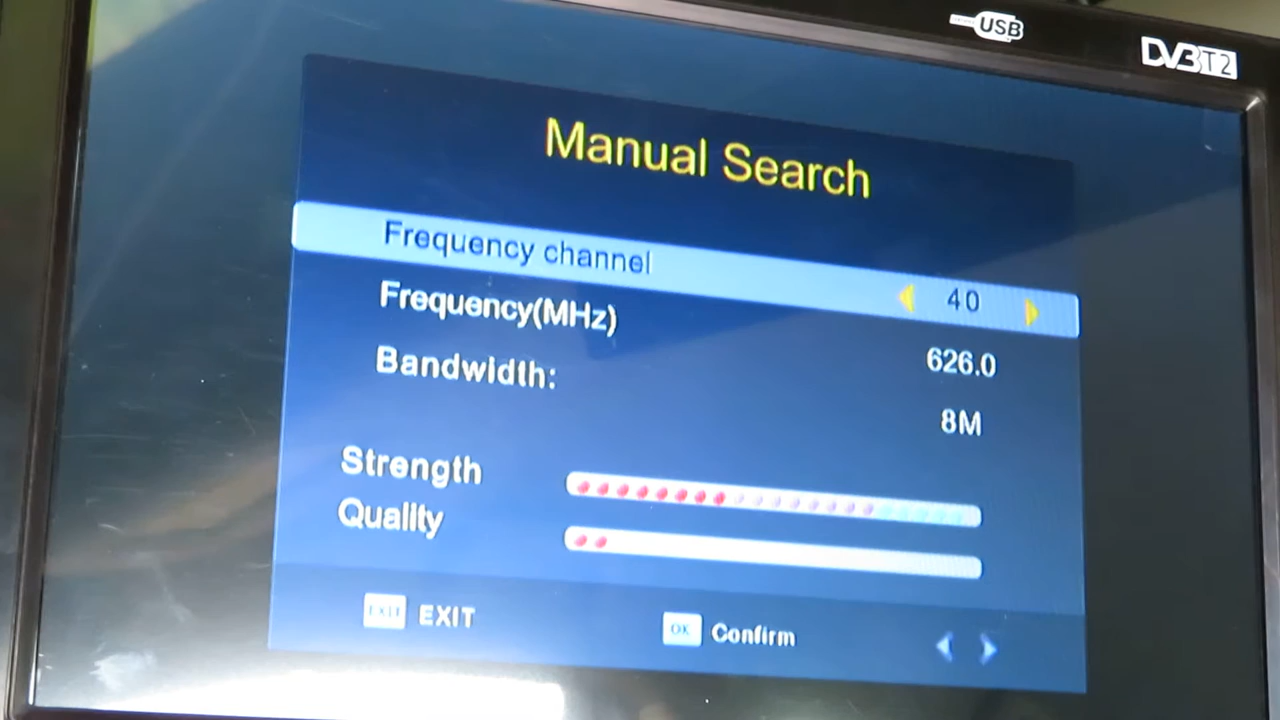 USB
DVB T2
Manual Search
Frequency channel 40
Frequency(MHz) 626.0
Bandwidth: 8M
Strength
Quality
EXIT EXIT OK Confirm